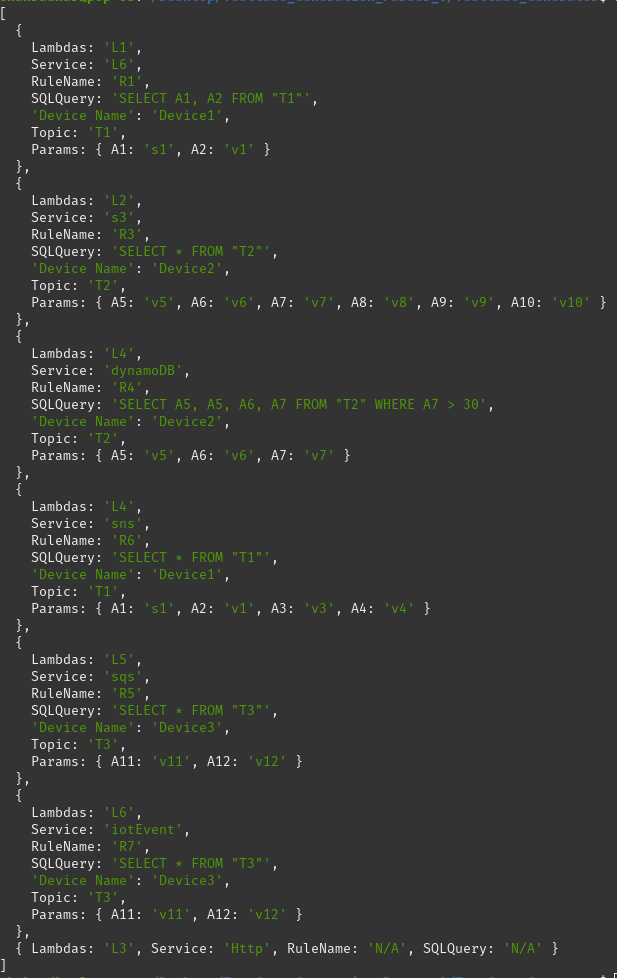 [
  {
    Lambdas: 'L1',
    Service: 'L6',
    RuleName: 'R1',
    SQLQuery: 'SELECT A1, A2 FROM "T1"',
    'Device Name': 'Device1',
    Topic: 'T1',
    Params: { A1: 's1', A2: 'v1' }
  },
  {
    Lambdas: 'L2',
    Service: 's3',
    RuleName: 'R3',
    SQLQuery: 'SELECT * FROM "T2"',
    'Device Name': 'Device2',
    Topic: 'T2',
    Params: { A5: 'v5', A6: 'v6', A7: 'v7', A8: 'v8', A9: 'v9', A10: 'v10' }
  },
  {
    Lambdas: 'L4',
    Service: 'dynamoDB',
    RuleName: 'R4',
    SQLQuery: 'SELECT A5, A5, A6, A7 FROM "T2" WHERE A7 > 30',
    'Device Name': 'Device2',
    Topic: 'T2',
    Params: { A5: 'v5', A6: 'v6', A7: 'v7' }
  },
  {
    Lambdas: 'L4',
    Service: 'sns',
    RuleName: 'R6',
    SQLQuery: 'SELECT * FROM "T1"',
    'Device Name': 'Device1',
    Topic: 'T1',
    Params: { A1: 's1', A2: 'v1', A3: 'v3', A4: 'v4' }
  },
  {
    Lambdas: 'L5',
    Service: 'sqs',
    RuleName: 'R5',
    SQLQuery: 'SELECT * FROM "T3"',
    'Device Name': 'Device3',
    Topic: 'T3',
    Params: { A11: 'v11', A12: 'v12' }
  },
  {
    Lambdas: 'L6',
    Service: 'iotEvent',
    RuleName: 'R7',
    SQLQuery: 'SELECT * FROM "T3"',
    'Device Name': 'Device3',
    Topic: 'T3',
    Params: { A11: 'v11', A12: 'v12' }
  },
  { Lambdas: 'L3', Service: 'Http', RuleName: 'N/A', SQLQuery: 'N/A' }
]